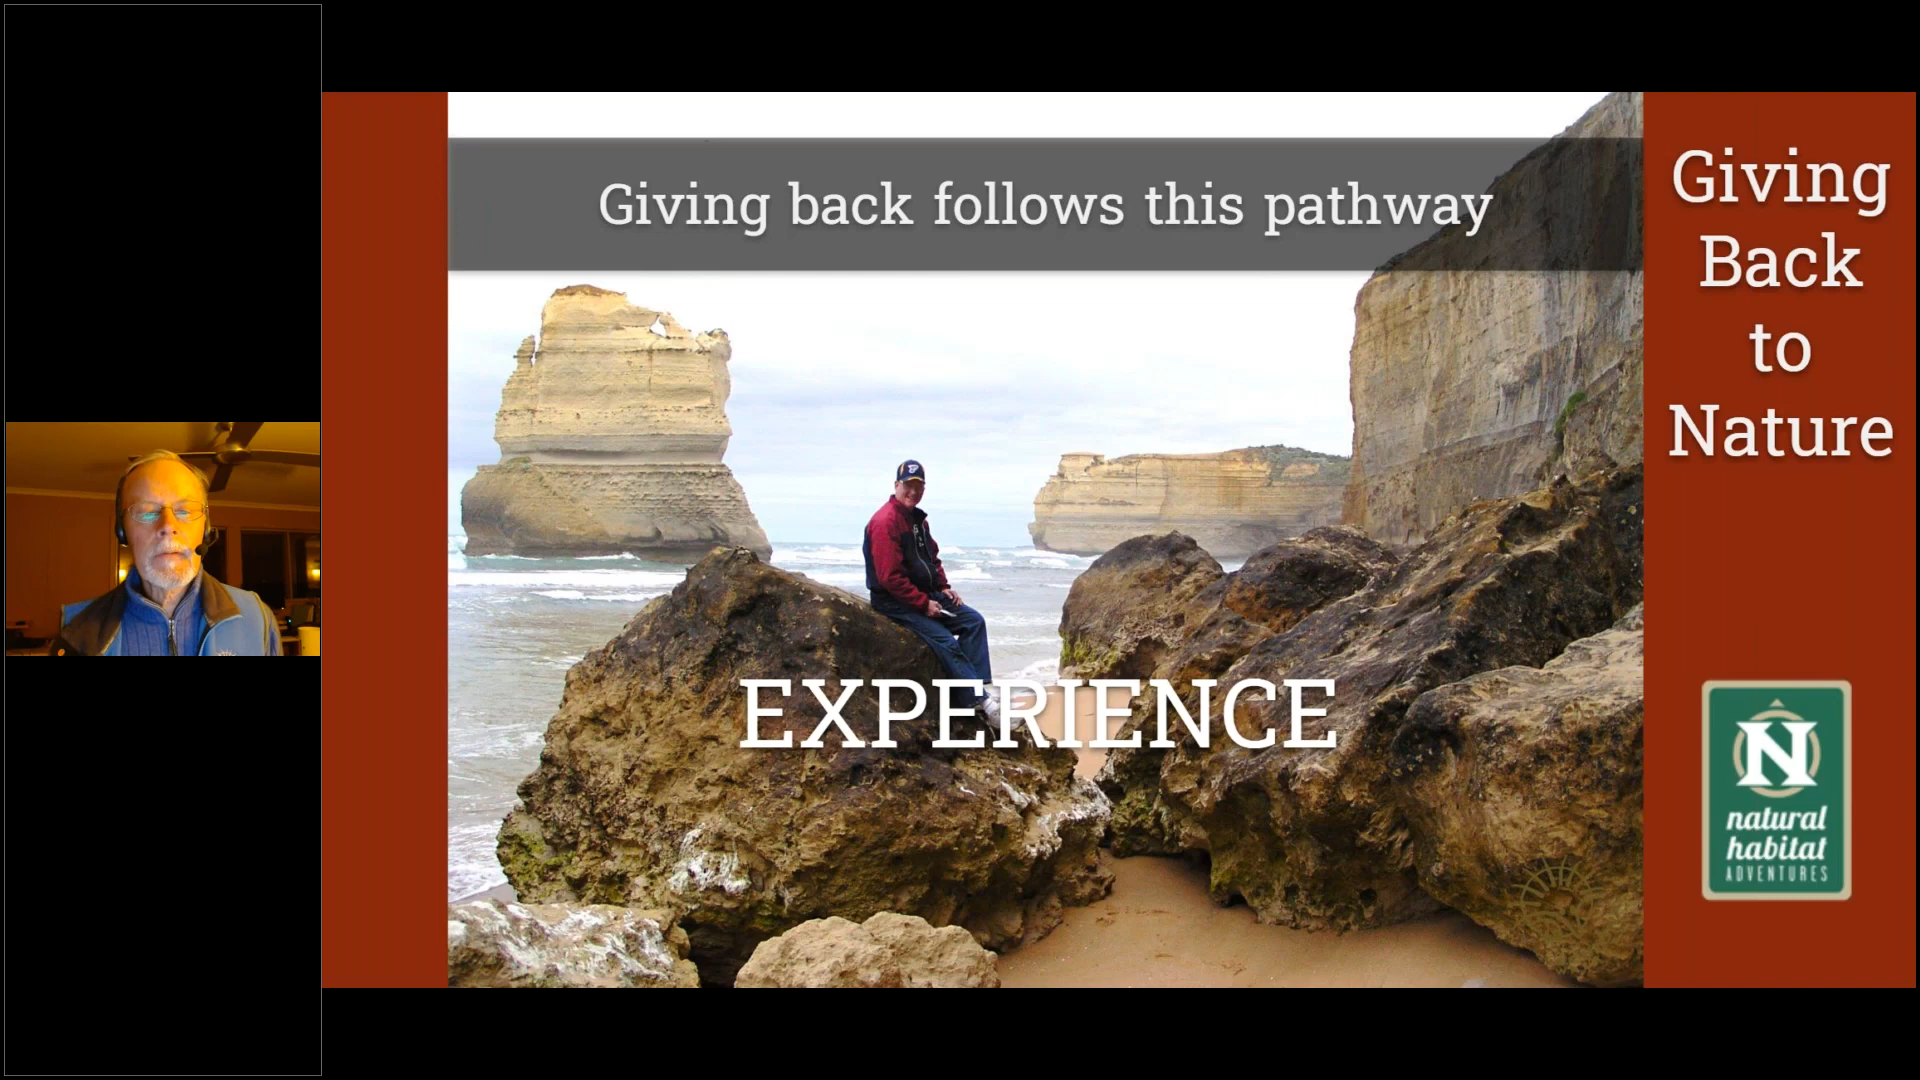 Giving back follows this pathway
EXPERIENCE
Giving
Back
to
Nature
N
natural
habitat
ADVENTURES